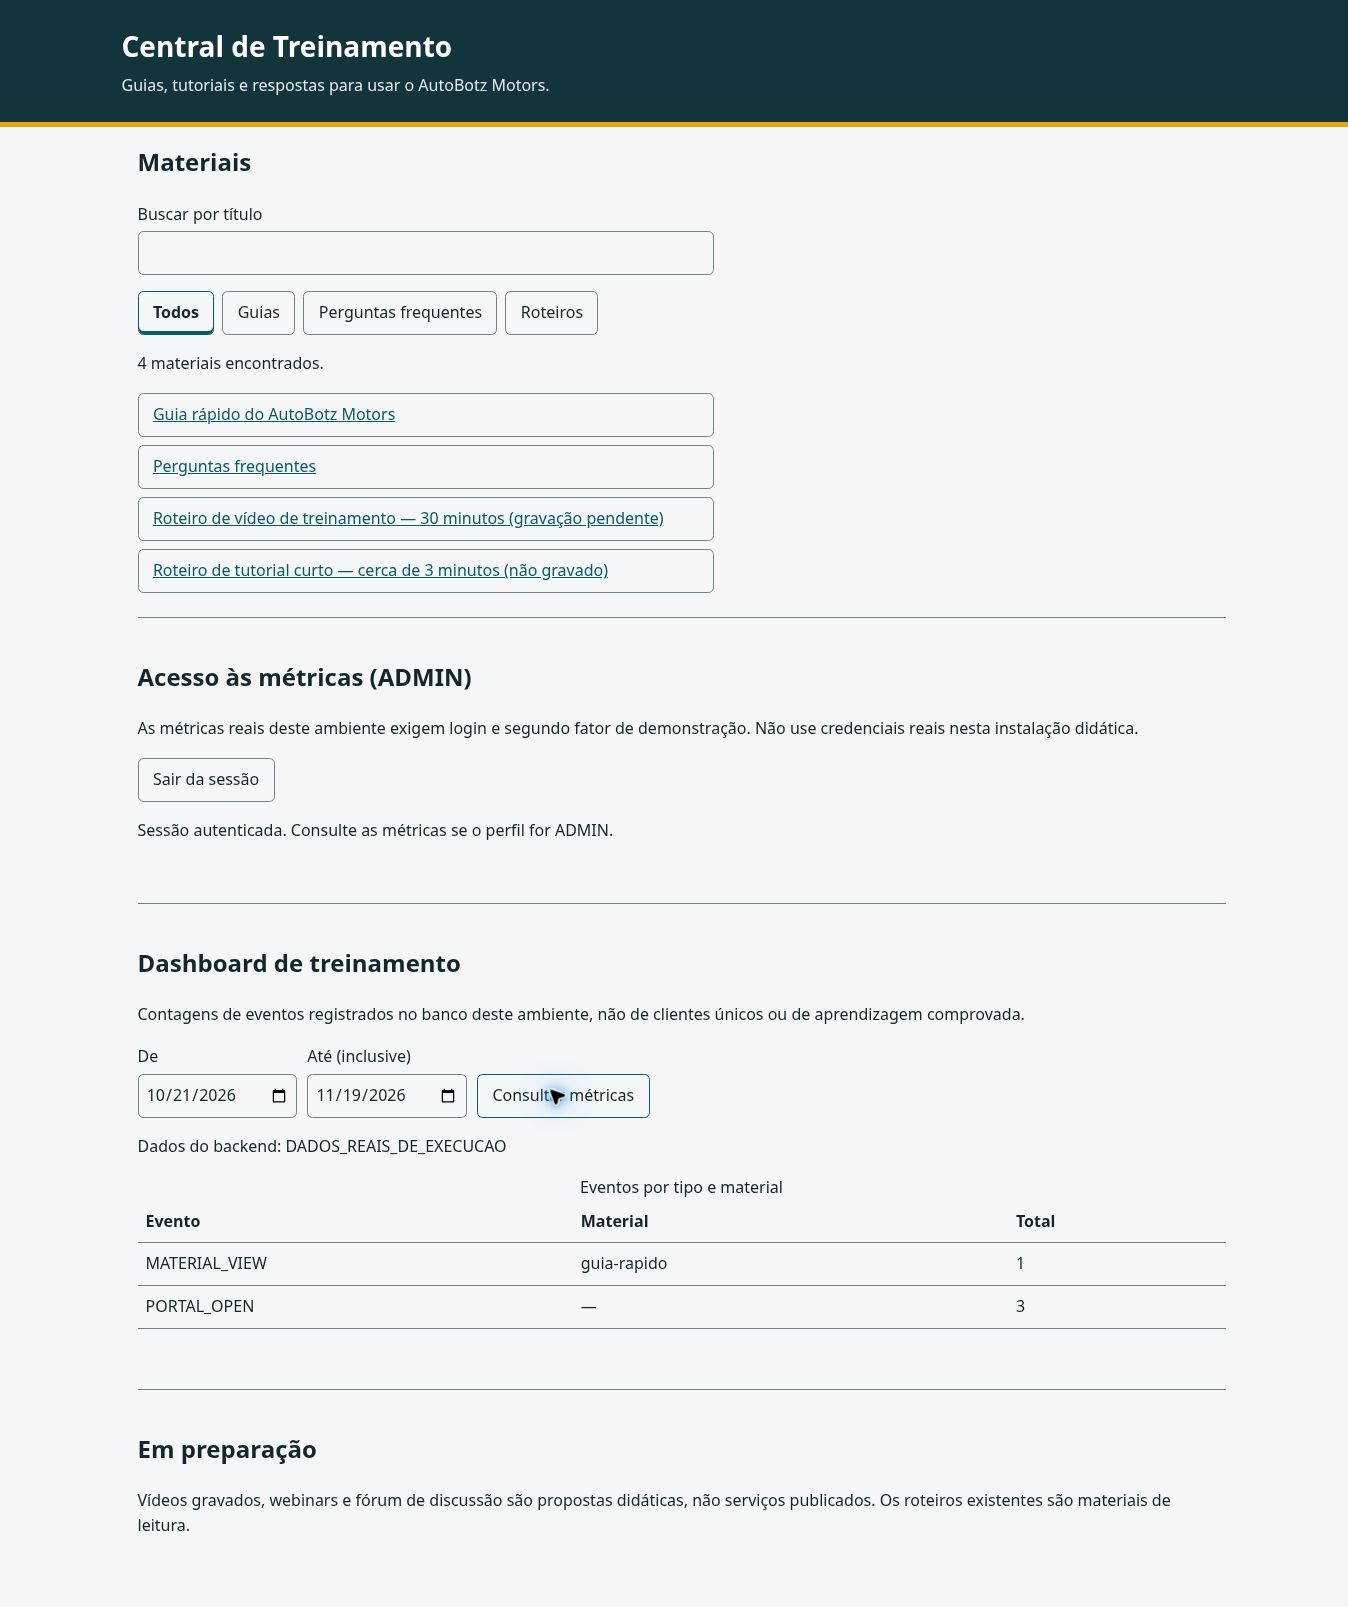 Central de Treinamento
Guias, tutoriais e respostas para usar o AutoBotz Motors.
Materiais
Buscar por título
Todos
Guias
Perguntas frequentes
Roteiros
4 materiais encontrados.
Guia rápido do AutoBotz Motors
Perguntas frequentes
Roteiro de vídeo de treinamento — 30 minutos (gravação pendente)
Roteiro de tutorial curto — cerca de 3 minutos (não gravado)
Acesso às métricas (ADMIN)
As métricas reais deste ambiente exigem login e segundo fator de demonstração. Não use credenciais reais nesta instalação didática.
Sair da sessão
Sessão autenticada. Consulte as métricas se o perfil for ADMIN.
Dashboard de treinamento
Contagens de eventos registrados no banco deste ambiente, não de clientes únicos ou de aprendizagem comprovada.
De
Até (inclusive)
10/21/2026
11/19/2026
Consultar métricas
Dados do backend: DADOS_REAIS_DE_EXECUCAO
Eventos por tipo e material
Evento Material Total
MATERIAL_VIEW guia-rapido 1
PORTAL_OPEN — 3
Em preparação
Vídeos gravados, webinars e fórum de discussão são propostas didáticas, não serviços publicados. Os roteiros existentes são materiais de
leitura.